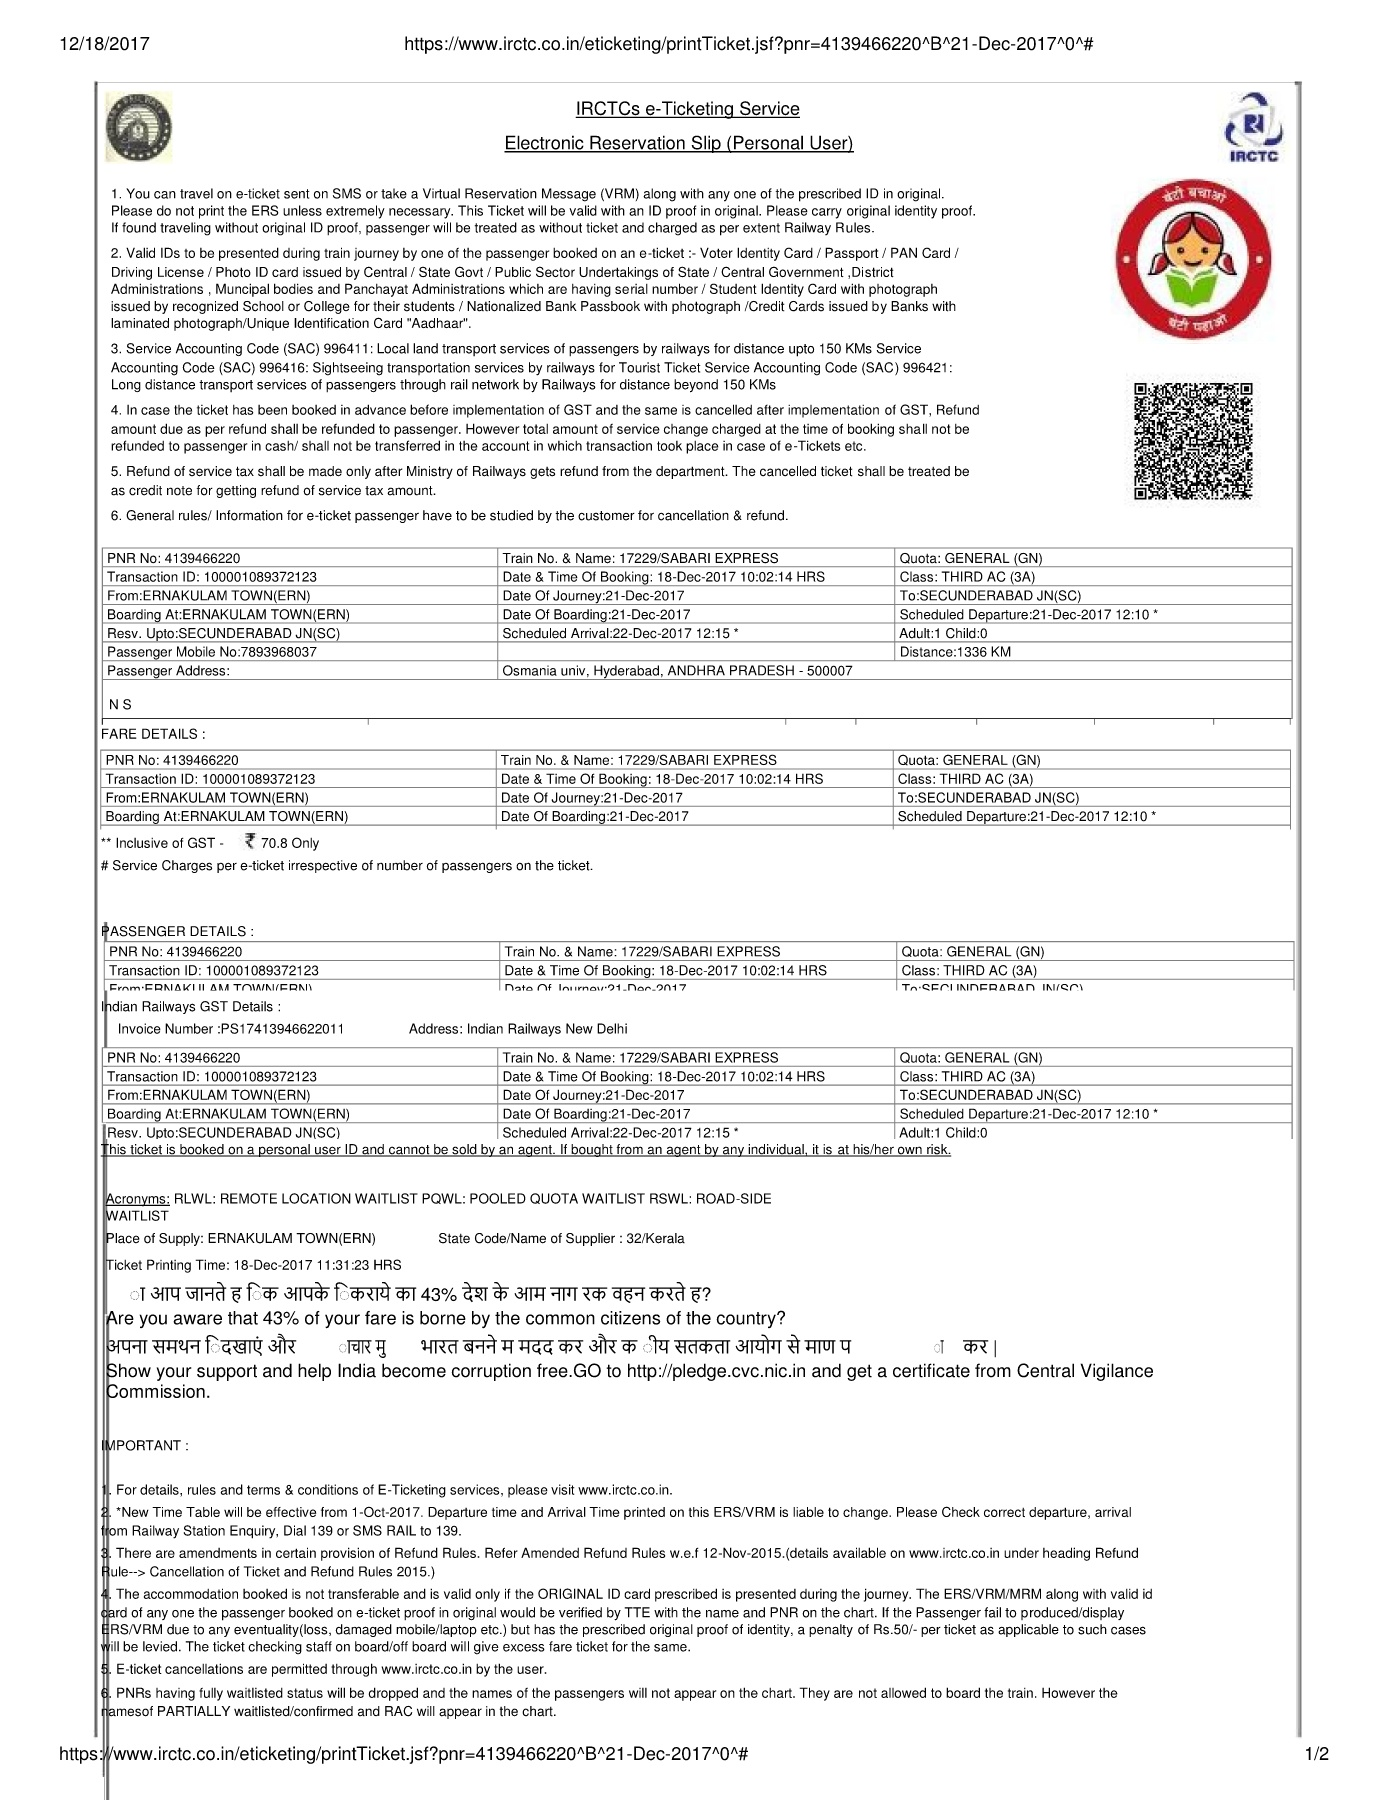 12/18/2017 https://www.irctc.co.in/eticketing/printTicket.jsf?pnr=4139466220^B^21-Dec-2017^0^#
IRCTCs e-Ticketing Service
Electronic Reservation Slip (Personal User)
IRCTC
बेटी बचाओ
बेटी पढ़ाओ
1. You can travel on e-ticket sent on SMS or take a Virtual Reservation Message (VRM) along with any one of the prescribed ID in original.
Please do not print the ERS unless extremely necessary. This Ticket will be valid with an ID proof in original. Please carry original identity proof.
If found traveling without original ID proof, passenger will be treated as without ticket and charged as per extent Railway Rules.
2. Valid IDs to be presented during train journey by one of the passenger booked on an e-ticket :- Voter Identity Card / Passport / PAN Card /
Driving License / Photo ID card issued by Central / State Govt / Public Sector Undertakings of State / Central Government ,District
Administrations , Muncipal bodies and Panchayat Administrations which are having serial number / Student Identity Card with photograph
issued by recognized School or College for their students / Nationalized Bank Passbook with photograph /Credit Cards issued by Banks with
laminated photograph/Unique Identification Card "Aadhaar".
3. Service Accounting Code (SAC) 996411: Local land transport services of passengers by railways for distance upto 150 KMs Service
Accounting Code (SAC) 996416: Sightseeing transportation services by railways for Tourist Ticket Service Accounting Code (SAC) 996421:
Long distance transport services of passengers through rail network by Railways for distance beyond 150 KMs
4. In case the ticket has been booked in advance before implementation of GST and the same is cancelled after implementation of GST, Refund
amount due as per refund shall be refunded to passenger. However total amount of service change charged at the time of booking shall not be
refunded to passenger in cash/ shall not be transferred in the account in which transaction took place in case of e-Tickets etc.
5. Refund of service tax shall be made only after Ministry of Railways gets refund from the department. The cancelled ticket shall be treated be
as credit note for getting refund of service tax amount.
6. General rules/ Information for e-ticket passenger have to be studied by the customer for cancellation & refund.
PNR No: 4139466220 Train No. & Name: 17229/SABARI EXPRESS Quota: GENERAL (GN)
Transaction ID: 100001089372123 Date & Time Of Booking: 18-Dec-2017 10:02:14 HRS Class: THIRD AC (3A)
From:ERNAKULAM TOWN(ERN) Date Of Journey:21-Dec-2017 To:SECUNDERABAD JN(SC)
Boarding At:ERNAKULAM TOWN(ERN) Date Of Boarding:21-Dec-2017 Scheduled Departure:21-Dec-2017 12:10 *
Resv. Upto:SECUNDERABAD JN(SC) Scheduled Arrival:22-Dec-2017 12:15 * Adult:1 Child:0
Passenger Mobile No:7893968037 Distance:1336 KM
Passenger Address: Osmania univ, Hyderabad, ANDHRA PRADESH - 500007
N S
FARE DETAILS :
PNR No: 4139466220 Train No. & Name: 17229/SABARI EXPRESS Quota: GENERAL (GN)
Transaction ID: 100001089372123 Date & Time Of Booking: 18-Dec-2017 10:02:14 HRS Class: THIRD AC (3A)
From:ERNAKULAM TOWN(ERN) Date Of Journey:21-Dec-2017 To:SECUNDERABAD JN(SC)
Boarding At:ERNAKULAM TOWN(ERN) Date Of Boarding:21-Dec-2017 Scheduled Departure:21-Dec-2017 12:10 *
** Inclusive of GST - ₹ 70.8 Only
# Service Charges per e-ticket irrespective of number of passengers on the ticket.
PASSENGER DETAILS :
PNR No: 4139466220 Train No. & Name: 17229/SABARI EXPRESS Quota: GENERAL (GN)
Transaction ID: 100001089372123 Date & Time Of Booking: 18-Dec-2017 10:02:14 HRS Class: THIRD AC (3A)
From:ERNAKULAM TOWN(ERN) Date Of Journey:21-Dec-2017 To:SECUNDERABAD JN(SC)
Indian Railways GST Details :
Invoice Number :PS17413946622011 Address: Indian Railways New Delhi
PNR No: 4139466220 Train No. & Name: 17229/SABARI EXPRESS Quota: GENERAL (GN)
Transaction ID: 100001089372123 Date & Time Of Booking: 18-Dec-2017 10:02:14 HRS Class: THIRD AC (3A)
From:ERNAKULAM TOWN(ERN) Date Of Journey:21-Dec-2017 To:SECUNDERABAD JN(SC)
Boarding At:ERNAKULAM TOWN(ERN) Date Of Boarding:21-Dec-2017 Scheduled Departure:21-Dec-2017 12:10 *
Resv. Upto:SECUNDERABAD JN(SC) Scheduled Arrival:22-Dec-2017 12:15 * Adult:1 Child:0
This ticket is booked on a personal user ID and cannot be sold by an agent. If bought from an agent by any individual, it is at his/her own risk.
Acronyms: RLWL: REMOTE LOCATION WAITLIST PQWL: POOLED QUOTA WAITLIST RSWL: ROAD-SIDE
WAITLIST
Place of Supply: ERNAKULAM TOWN(ERN) State Code/Name of Supplier : 32/Kerala
Ticket Printing Time: 18-Dec-2017 11:31:23 HRS
ा आप जानते ह िक आपके िकराये का 43% देश के आम नाग रक वहन करते ह?
Are you aware that 43% of your fare is borne by the common citizens of the country?
अपना समथन िदखाएं और ाचार मु भारत बनने म मदद कर और क ीय सतकता आयोग से माण प ा कर |
Show your support and help India become corruption free.GO to http://pledge.cvc.nic.in and get a certificate from Central Vigilance
Commission.
IMPORTANT :
1. For details, rules and terms & conditions of E-Ticketing services, please visit www.irctc.co.in.
2. *New Time Table will be effective from 1-Oct-2017. Departure time and Arrival Time printed on this ERS/VRM is liable to change. Please Check correct departure, arrival
from Railway Station Enquiry, Dial 139 or SMS RAIL to 139.
3. There are amendments in certain provision of Refund Rules. Refer Amended Refund Rules w.e.f 12-Nov-2015.(details available on www.irctc.co.in under heading Refund
Rule--> Cancellation of Ticket and Refund Rules 2015.)
4. The accommodation booked is not transferable and is valid only if the ORIGINAL ID card prescribed is presented during the journey. The ERS/VRM/MRM along with valid id
card of any one the passenger booked on e-ticket proof in original would be verified by TTE with the name and PNR on the chart. If the Passenger fail to produced/display
ERS/VRM due to any eventuality(loss, damaged mobile/laptop etc.) but has the prescribed original proof of identity, a penalty of Rs.50/- per ticket as applicable to such cases
will be levied. The ticket checking staff on board/off board will give excess fare ticket for the same.
5. E-ticket cancellations are permitted through www.irctc.co.in by the user.
6. PNRs having fully waitlisted status will be dropped and the names of the passengers will not appear on the chart. They are not allowed to board the train. However the
namesof PARTIALLY waitlisted/confirmed and RAC will appear in the chart.
https://www.irctc.co.in/eticketing/printTicket.jsf?pnr=4139466220^B^21-Dec-2017^0^# 1/2